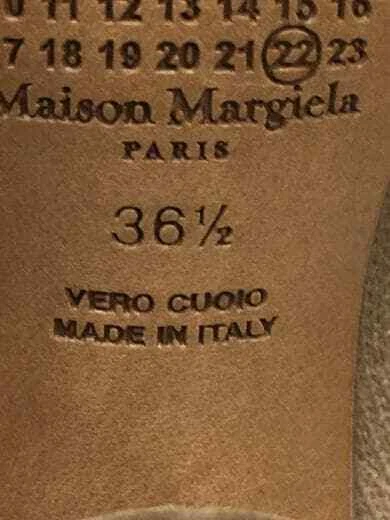 0 11 12 13 14 15 16
7 18 19 20 21 22 23
Maison Margiela
PARIS
36½
VERO CUOIO
MADE IN ITALY